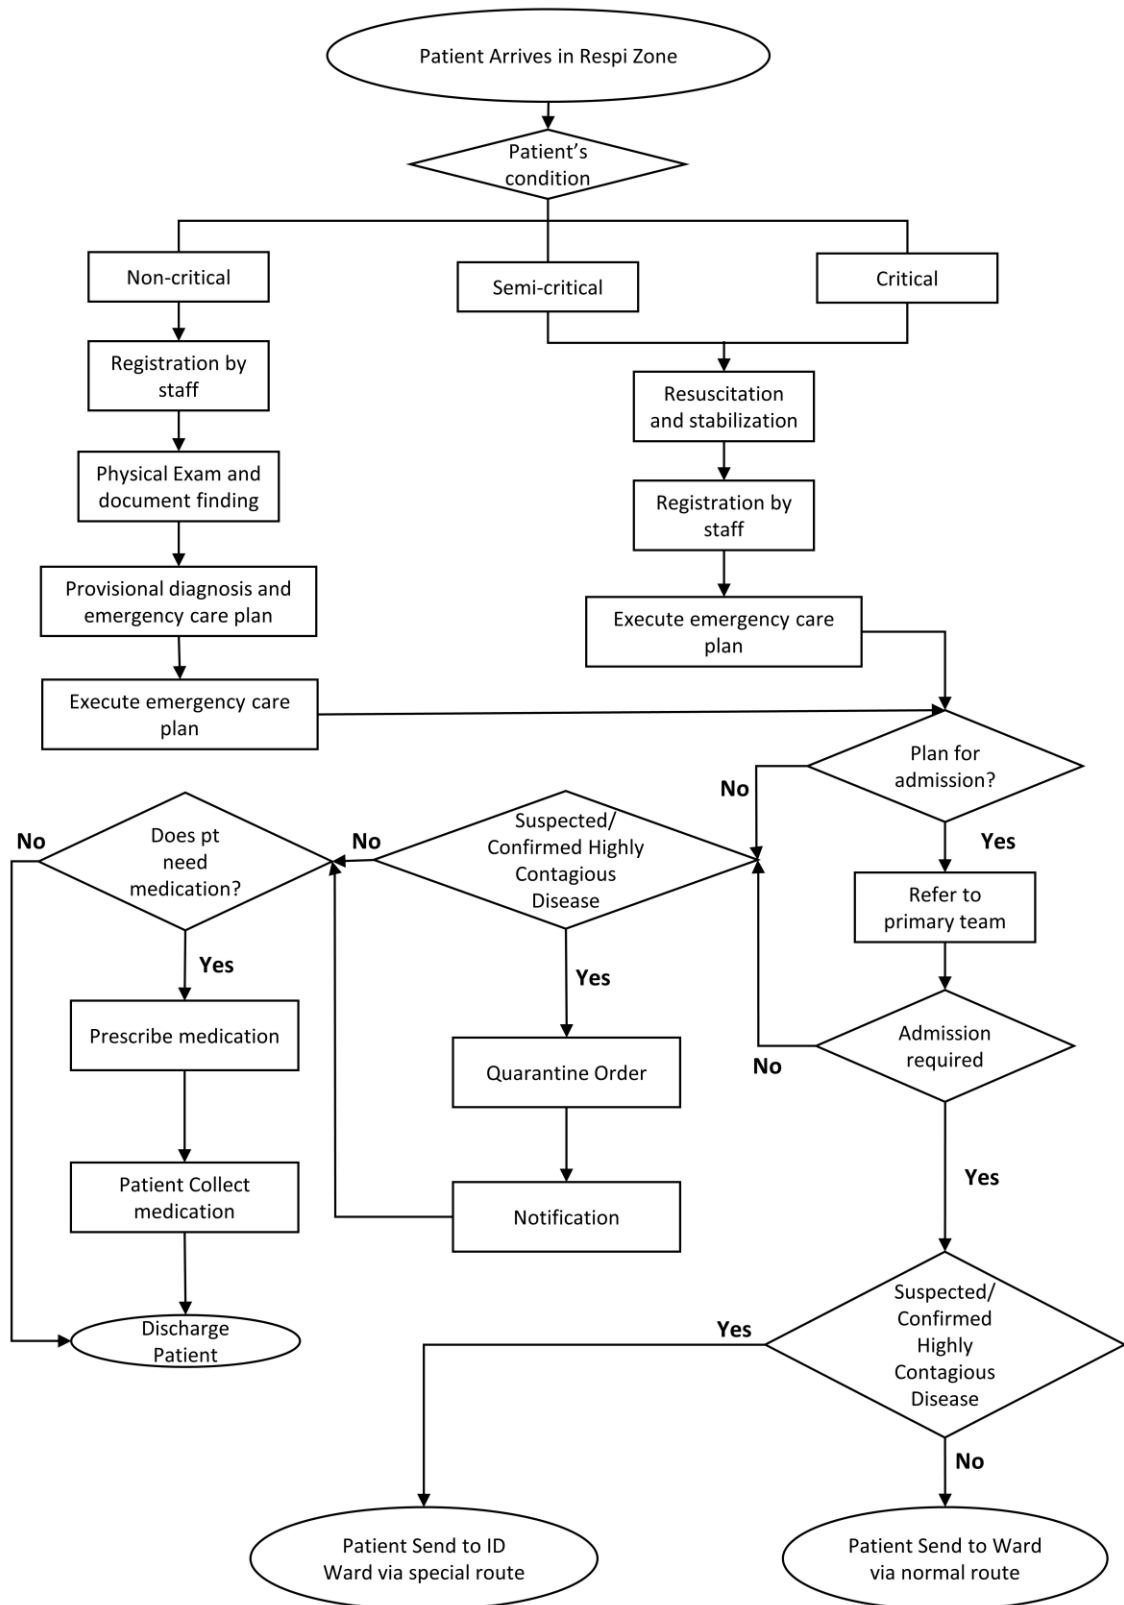 Patient Arrives in Respi Zone
Patient’s
condition
Non-critical
Semi-critical
Critical
Registration by
staff
Resuscitation
and stabilization
Physical Exam and
document finding
Registration by
staff
Provisional diagnosis and
emergency care plan
Execute emergency care
plan
Execute emergency care
plan
Plan for
admission?
No
Yes
Does pt
need
medication?
No
Suspected/
Confirmed Highly
Contagious
Disease
No
Refer to
primary team
Yes
Yes
Prescribe medication
Quarantine Order
Admission
required
No
Yes
Patient Collect
medication
Notification
Discharge
Patient
Suspected/
Confirmed
Highly
Contagious
Disease
Yes
No
Patient Send to ID
Ward via special route
Patient Send to Ward
via normal route